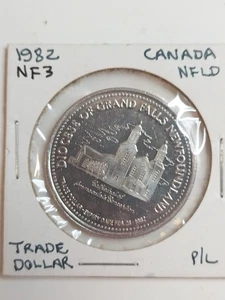 1982
NF3
CANADA
NFLD
DIOCESE OF GRAND FALLS NEWFOUNDLAND
TRADE
DOLLAR
P/L